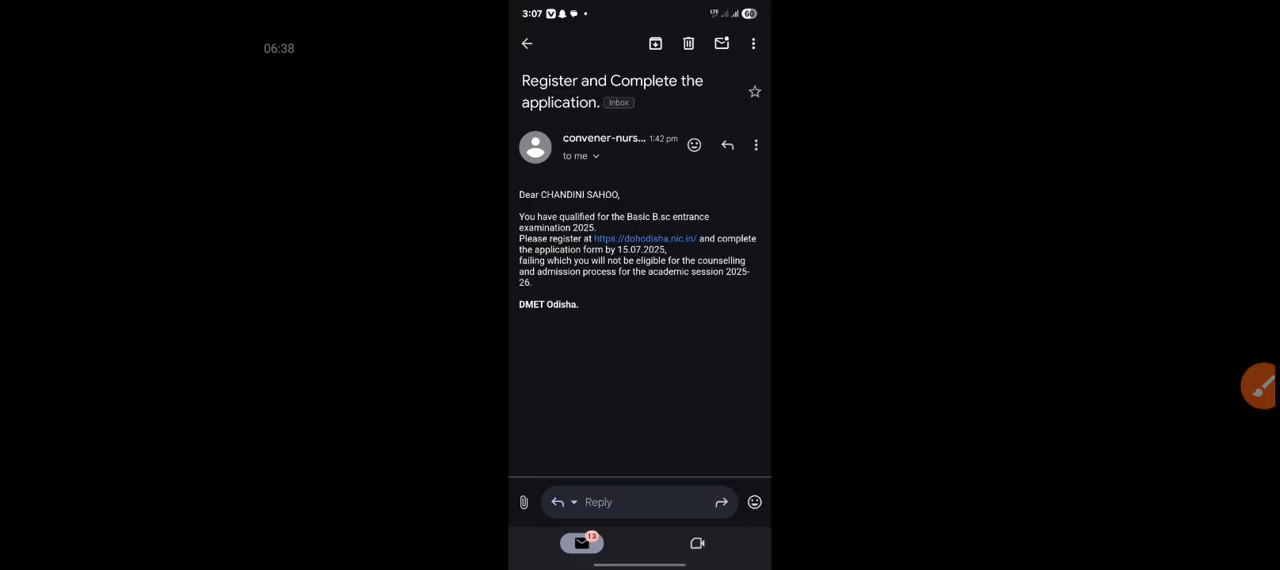 06:38
3:07
LTE
60
Register and Complete the
application. Inbox
convener-nurs... 1:42 pm
to me
Dear CHANDINI SAHOO,
You have qualified for the Basic B.sc entrance
examination 2025.
Please register at https://dohodisha.nic.in/ and complete
the application form by 15.07.2025,
failing which you will not be eligible for the counselling
and admission process for the academic session 2025-
26.
DMET Odisha.
Reply
13